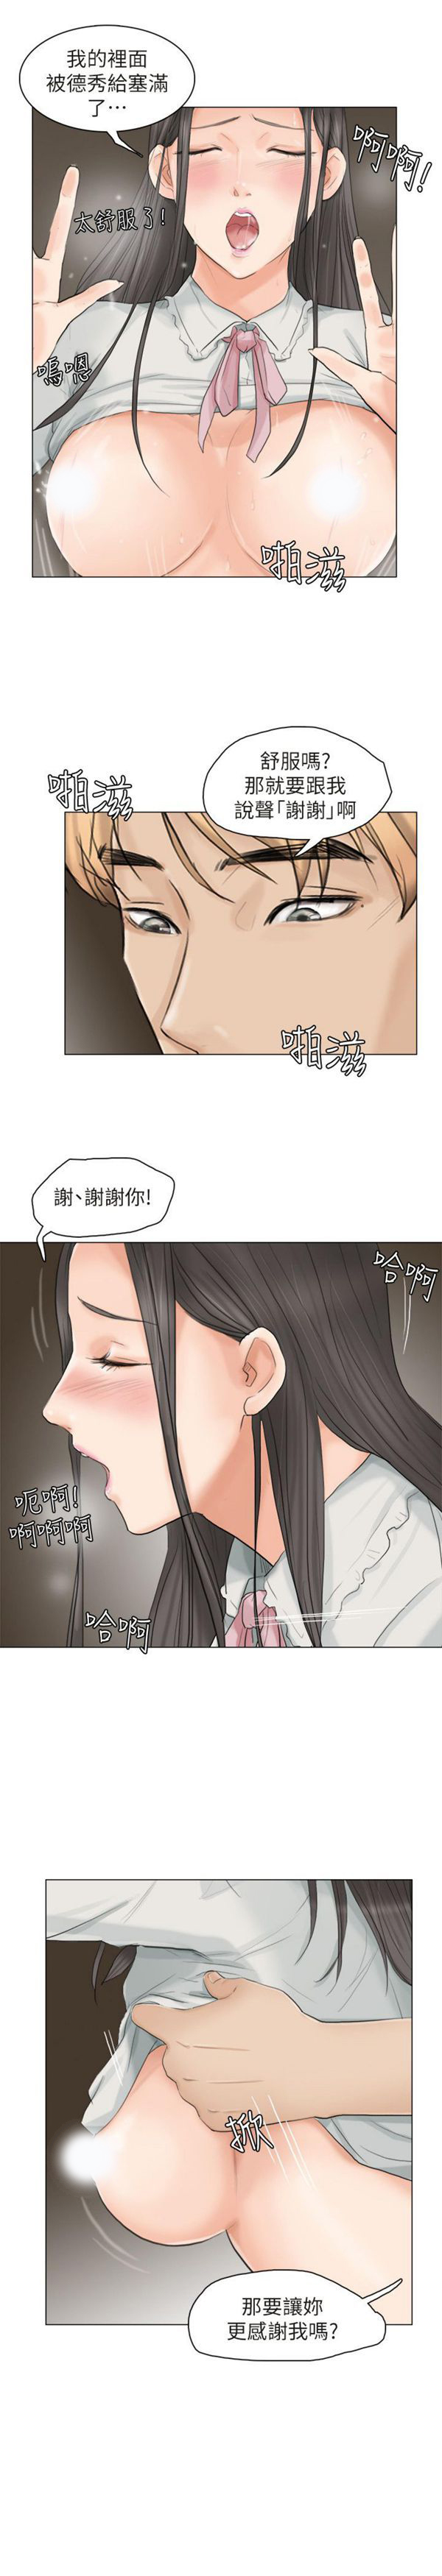 我的裡面
被德秀給塞滿
了…
啊啊!
太舒服了!
嗚嗯
啪滋
舒服嗎?
那就要跟我
說聲「謝謝」啊
啪滋
啪滋
謝、謝謝你!
哈啊
呃啊!
啊啊啊
哈啊
掀
那要讓妳
更感謝我嗎?